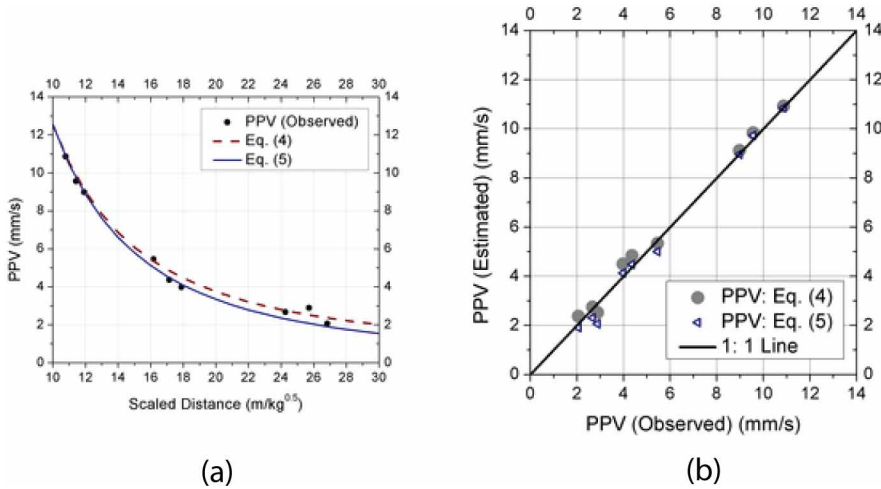 10 12 14 16 18 20 22 24 26 28 30
14 14
12 12
10 10
8 8
6 6
4 4
2 2
0 0
10 12 14 16 18 20 22 24 26 28 30
PPV (mm/s)
Scaled Distance (m/kg^0.5)
PPV (Observed)
Eq. (4)
Eq. (5)
(a)
0 2 4 6 8 10 12 14
14 14
12 12
10 10
8 8
6 6
4 4
2 2
0 0
0 2 4 6 8 10 12 14
PPV (Estimated) (mm/s)
PPV (Observed) (mm/s)
PPV: Eq. (4)
PPV: Eq. (5)
1: 1 Line
(b)